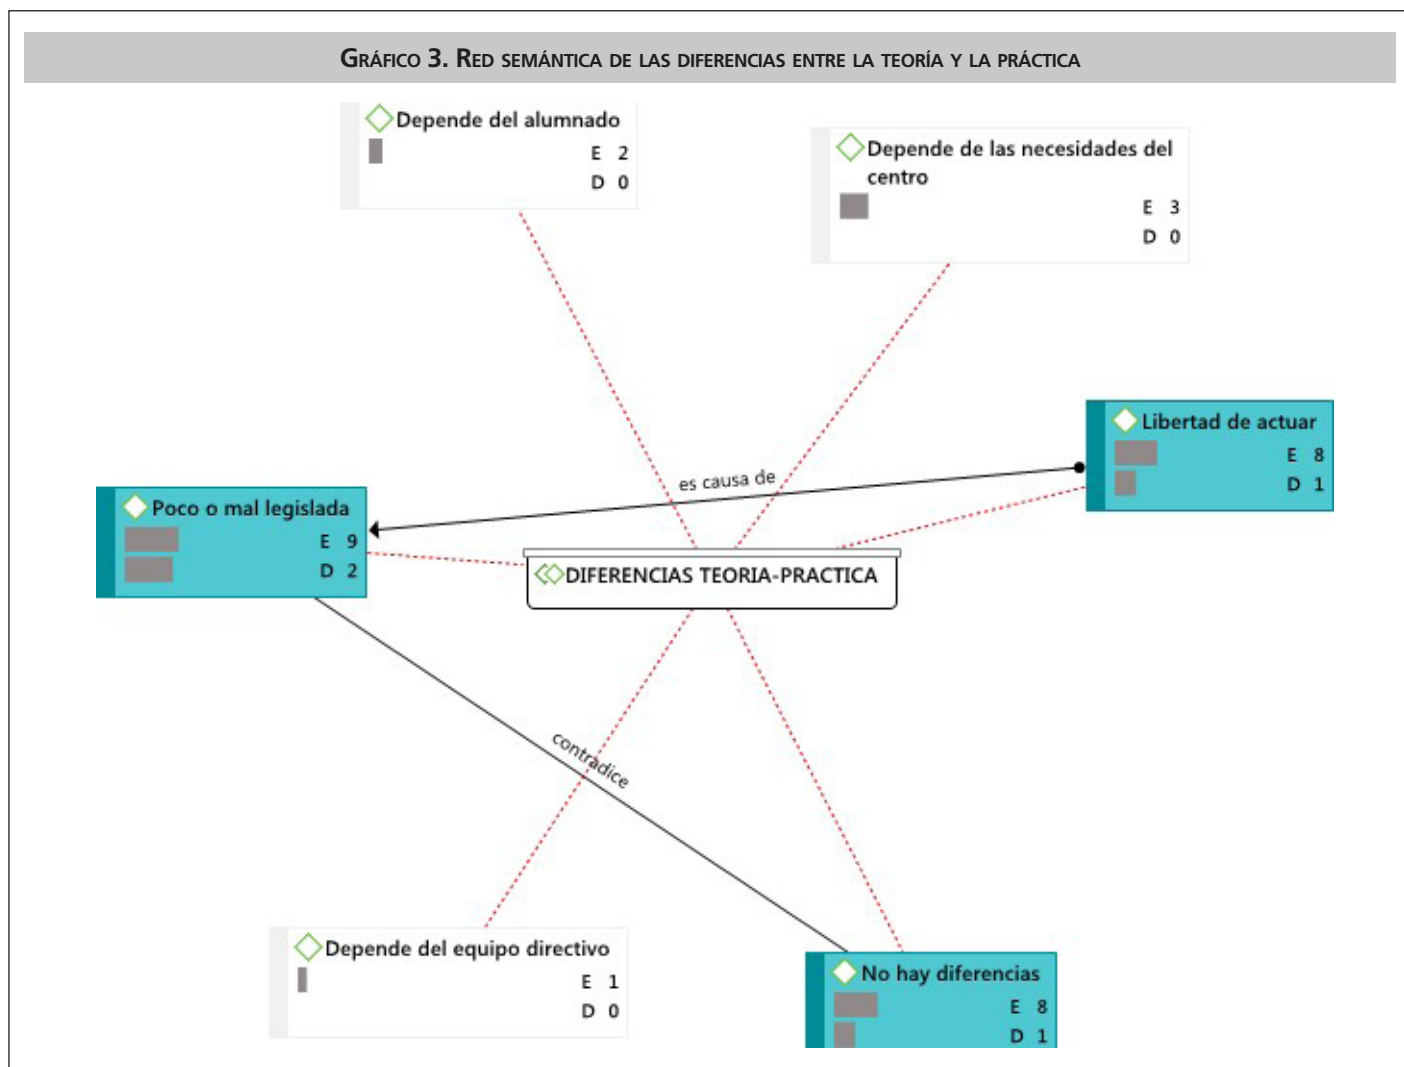 GRÁFICO 3. RED SEMÁNTICA DE LAS DIFERENCIAS ENTRE LA TEORÍA Y LA PRÁCTICA
Depende del alumnado
E 2
D 0
Depende de las necesidades del
centro
E 3
D 0
Libertad de actuar
E 8
D 1
es causa de
Poco o mal legislada
E 9
D 2
DIFERENCIAS TEORIA-PRACTICA
contradice
Depende del equipo directivo
E 1
D 0
No hay diferencias
E 8
D 1